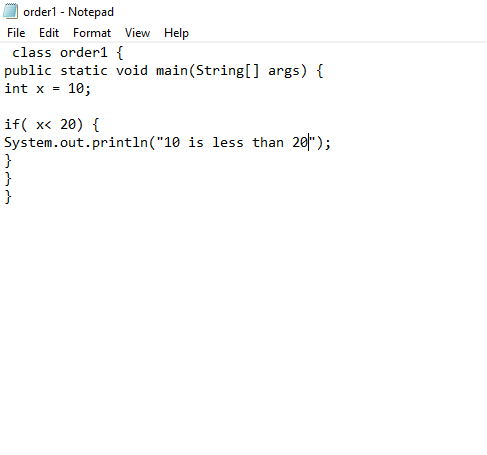 order1 - Notepad
File Edit Format View Help
class order1 {
public static void main(String[] args) {
int x = 10;
if( x< 20) {
System.out.println("10 is less than 20");
}
}
}